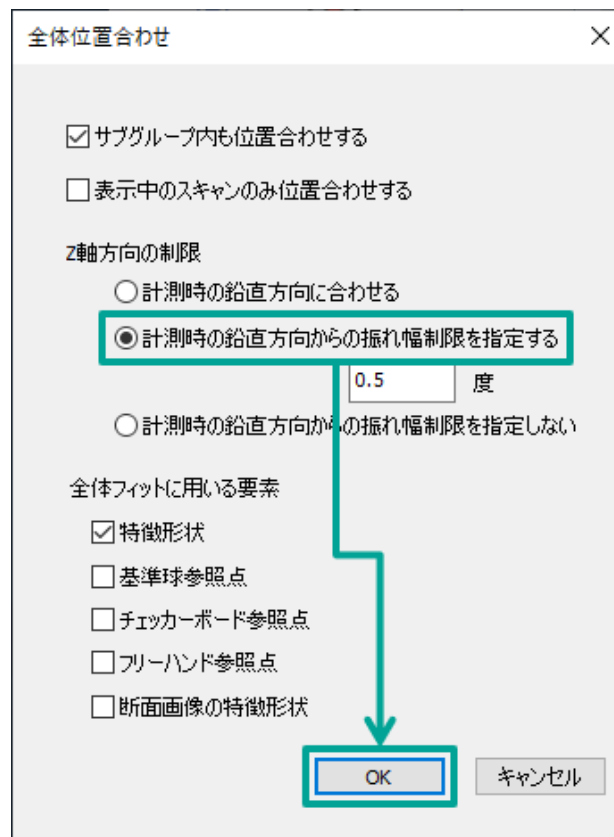 全体位置合わせ
サブグループ内も位置合わせする
表示中のスキャンのみ位置合わせする
Z軸方向の制限
計測時の鉛直方向に合わせる
計測時の鉛直方向からの振れ幅制限を指定する
0.5 度
計測時の鉛直方向からの振れ幅制限を指定しない
全体フィットに用いる要素
特徴形状
基準球参照点
チェッカーボード参照点
フリーハンド参照点
断面画像の特徴形状
OK キャンセル